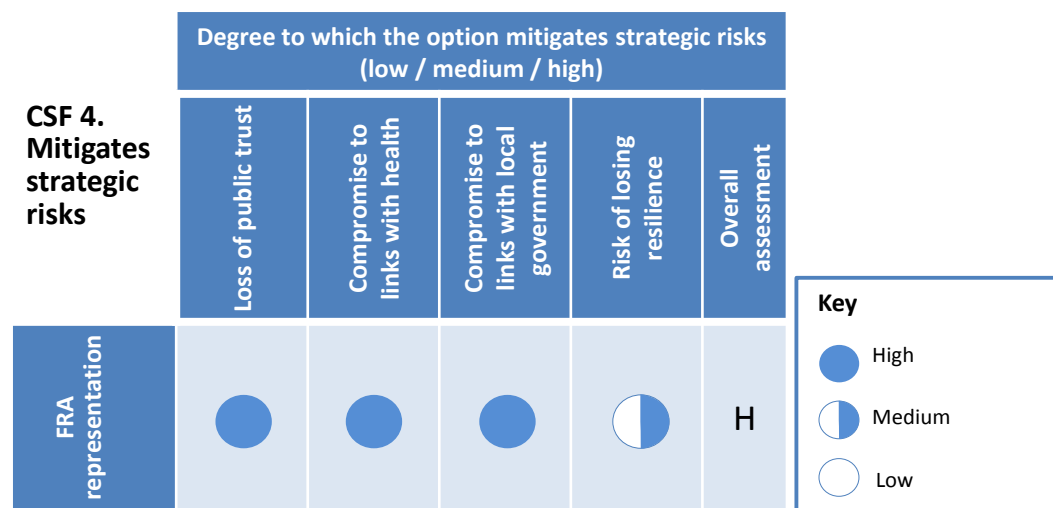 Degree to which the option mitigates strategic risks
(low / medium / high)
CSF 4.
Mitigates
strategic
risks
Loss of public trust
Compromise to
links with health
Compromise to
links with local
government
Risk of losing
resilience
Overall
assessment
FRA
representation
H
Key
High
Medium
Low